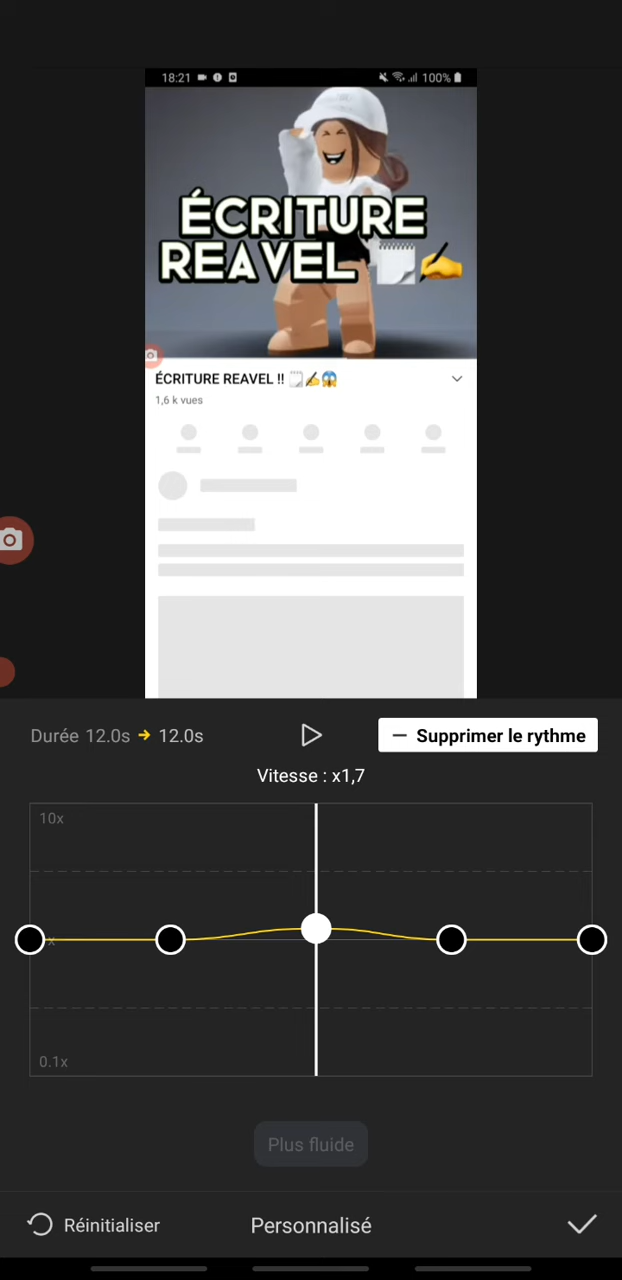 18:21
100%
ÉCRITURE
REAVEL
ÉCRITURE REAVEL !! 🗒️✍️😱
1,6 k vues
Durée 12.0s → 12.0s
Supprimer le rythme
Vitesse : x1,7
10x
x
0.1x
Plus fluide
Réinitialiser
Personnalisé